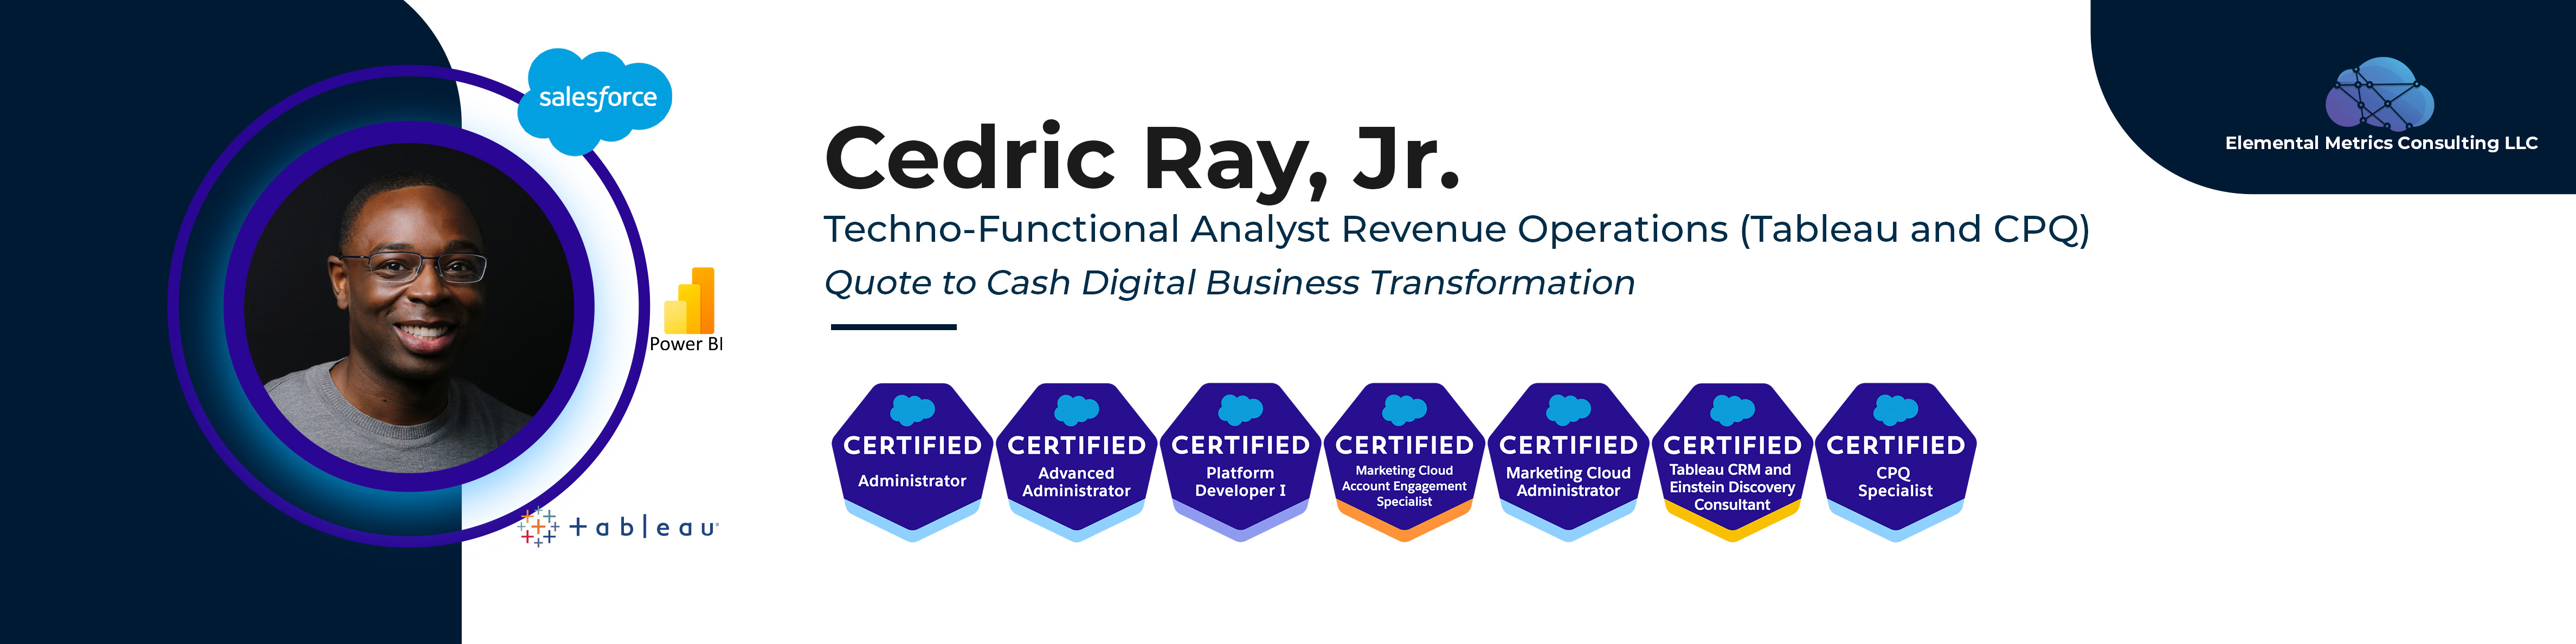 salesforce
Elemental Metrics Consulting LLC
Cedric Ray, Jr.
Techno-Functional Analyst Revenue Operations (Tableau and CPQ)
Quote to Cash Digital Business Transformation
Power BI
+ableau®
CERTIFIED
Administrator
CERTIFIED
Advanced
Administrator
CERTIFIED
Platform
Developer I
CERTIFIED
Marketing Cloud
Account Engagement
Specialist
CERTIFIED
Marketing Cloud
Administrator
CERTIFIED
Tableau CRM and
Einstein Discovery
Consultant
CERTIFIED
CPQ
Specialist